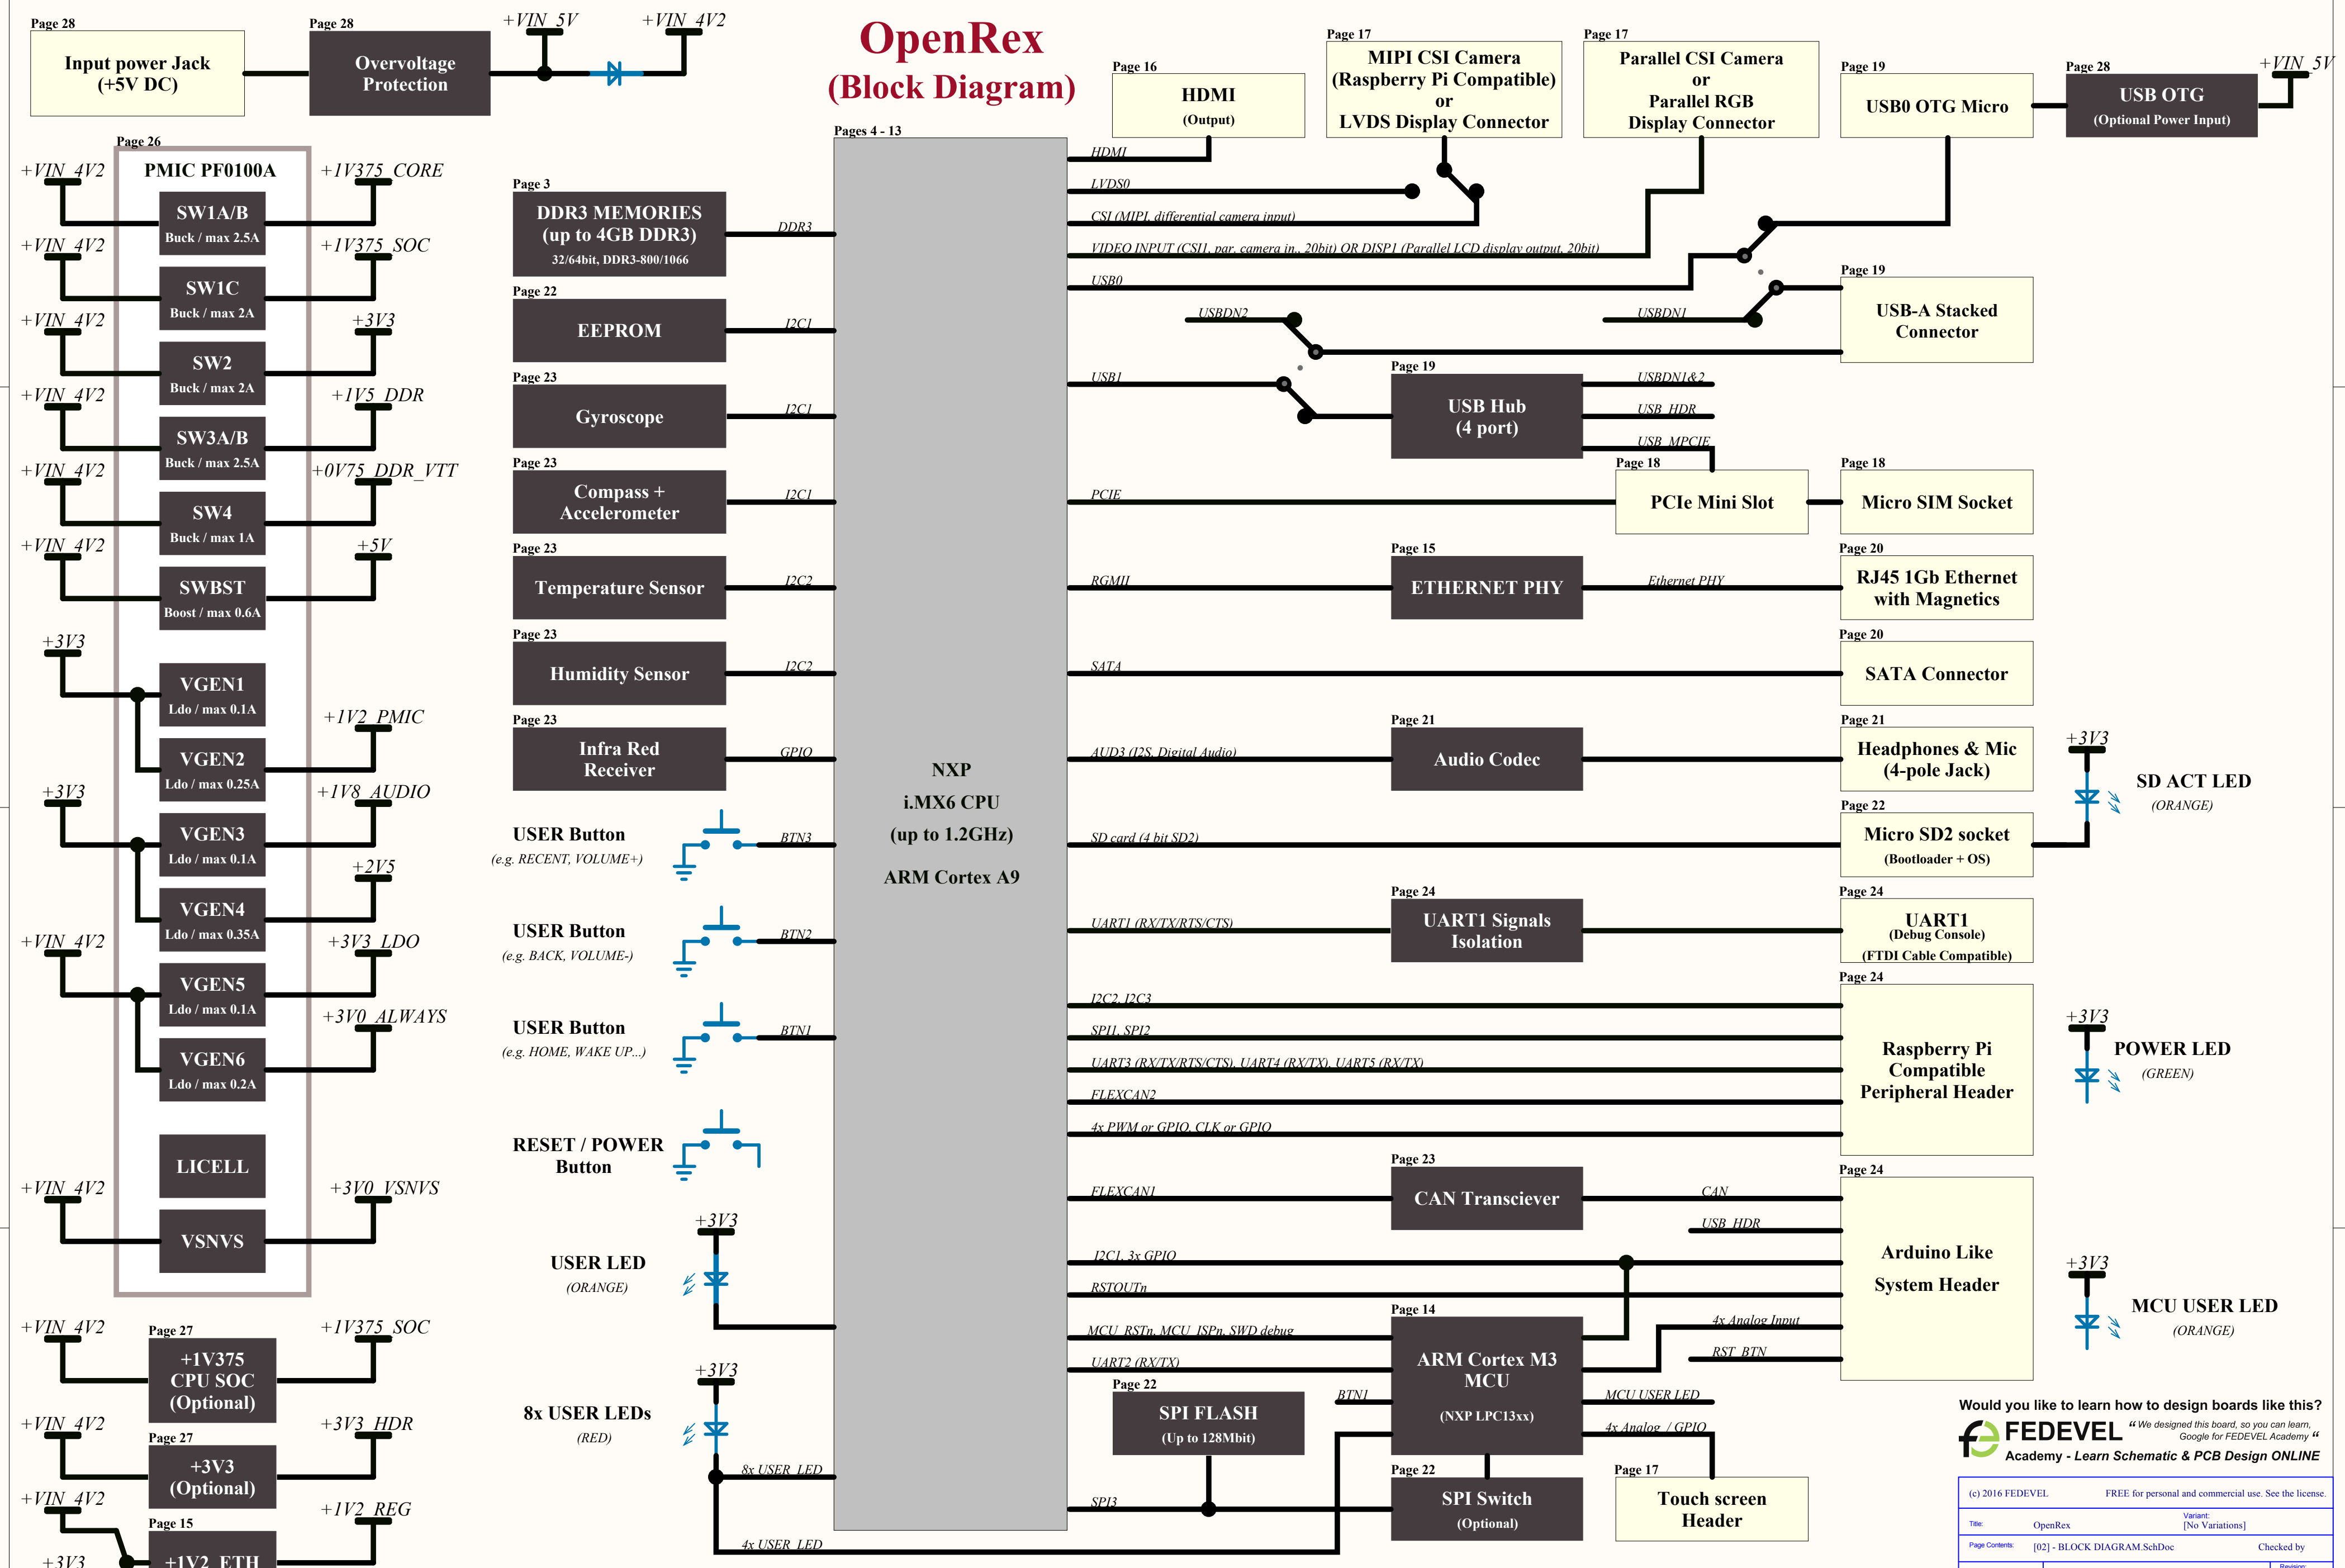 OpenRex
(Block Diagram)
Page 28
Input power Jack
(+5V DC)
Page 28
Overvoltage
Protection
+VIN_5V
+VIN_4V2
Page 26
PMIC PF0100A
+VIN_4V2
SW1A/B
Buck / max 2.5A
+1V375_CORE
+VIN_4V2
SW1C
Buck / max 2A
+1V375_SOC
+VIN_4V2
SW2
Buck / max 2A
+3V3
+VIN_4V2
SW3A/B
Buck / max 2.5A
+1V5_DDR
+VIN_4V2
SW4
Buck / max 1A
+0V75_DDR_VTT
+VIN_4V2
SWBST
Boost / max 0.6A
+5V
+3V3
VGEN1
Ldo / max 0.1A
VGEN2
Ldo / max 0.25A
+1V2_PMIC
+3V3
VGEN3
Ldo / max 0.1A
+1V8_AUDIO
VGEN4
Ldo / max 0.35A
+2V5
+VIN_4V2
VGEN5
Ldo / max 0.1A
+3V3_LDO
VGEN6
Ldo / max 0.2A
+3V0_ALWAYS
LICELL
+VIN_4V2
VSNVS
+3V0_VSNVS
+VIN_4V2
Page 27
+1V375
CPU SOC
(Optional)
+1V375_SOC
+VIN_4V2
Page 27
+3V3
(Optional)
+3V3_HDR
+VIN_4V2
+3V3
Page 15
+1V2_ETH
+1V2_REG
Page 3
DDR3 MEMORIES
(up to 4GB DDR3)
32/64bit, DDR3-800/1066
DDR3
Page 22
EEPROM
I2C1
Page 23
Gyroscope
I2C1
Page 23
Compass +
Accelerometer
I2C1
Page 23
Temperature Sensor
I2C2
Page 23
Humidity Sensor
I2C2
Page 23
Infra Red
Receiver
GPIO
USER Button
(e.g. RECENT, VOLUME+)
BTN3
USER Button
(e.g. BACK, VOLUME-)
BTN2
USER Button
(e.g. HOME, WAKE UP...)
BTN1
RESET / POWER
Button
+3V3
USER LED
(ORANGE)
+3V3
8x USER LEDs
(RED)
8x USER_LED
4x USER_LED
Pages 4 - 13
NXP
i.MX6 CPU
(up to 1.2GHz)
ARM Cortex A9
Page 16
HDMI
(Output)
Page 17
MIPI CSI Camera
(Raspberry Pi Compatible)
or
LVDS Display Connector
Page 17
Parallel CSI Camera
or
Parallel RGB
Display Connector
Page 19
USB0 OTG Micro
Page 28
USB OTG
(Optional Power Input)
+VIN_5V
HDMI
LVDS0
CSI (MIPI, differential camera input)
VIDEO INPUT (CSI1, par. camera in., 20bit) OR DISP1 (Parallel LCD display output, 20bit)
USB0
USBDN2
USBDN1
Page 19
USB-A Stacked
Connector
USB1
Page 19
USB Hub
(4 port)
USBDN1&2
USB_HDR
USB_MPCIE
PCIE
Page 18
PCIe Mini Slot
Page 18
Micro SIM Socket
RGMII
Page 15
ETHERNET PHY
Ethernet PHY
Page 20
RJ45 1Gb Ethernet
with Magnetics
SATA
Page 20
SATA Connector
AUD3 (I2S, Digital Audio)
Page 21
Audio Codec
Page 21
Headphones & Mic
(4-pole Jack)
SD card (4 bit SD2)
Page 22
Micro SD2 socket
(Bootloader + OS)
+3V3
SD ACT LED
(ORANGE)
UART1 (RX/TX/RTS/CTS)
Page 24
UART1 Signals
Isolation
Page 24
UART1
(Debug Console)
(FTDI Cable Compatible)
I2C2, I2C3
SPI1, SPI2
UART3 (RX/TX/RTS/CTS), UART4 (RX/TX), UART5 (RX/TX)
FLEXCAN2
4x PWM or GPIO, CLK or GPIO
Page 24
Raspberry Pi
Compatible
Peripheral Header
+3V3
POWER LED
(GREEN)
FLEXCAN1
Page 23
CAN Transciever
CAN
USB_HDR
I2C1, 3x GPIO
RSTOUTn
Page 24
Arduino Like
System Header
4x Analog Input
RST_BTN
+3V3
MCU USER LED
(ORANGE)
MCU_RSTn, MCU_ISPn, SWD debug
UART2 (RX/TX)
Page 14
ARM Cortex M3
MCU
(NXP LPC13xx)
BTN1
MCU USER LED
4x Analog / GPIO
Page 22
SPI FLASH
(Up to 128Mbit)
SPI3
Page 22
SPI Switch
(Optional)
Page 17
Touch screen
Header
Would you like to learn how to design boards like this?
fe FEDEVEL
“ We designed this board, so you can learn,
Google for FEDEVEL Academy “
Academy - Learn Schematic & PCB Design ONLINE
(c) 2016 FEDEVEL FREE for personal and commercial use. See the license.
Title: OpenRex
Variant:
[No Variations]
Page Contents: [02] - BLOCK DIAGRAM.SchDoc Checked by
Revision: